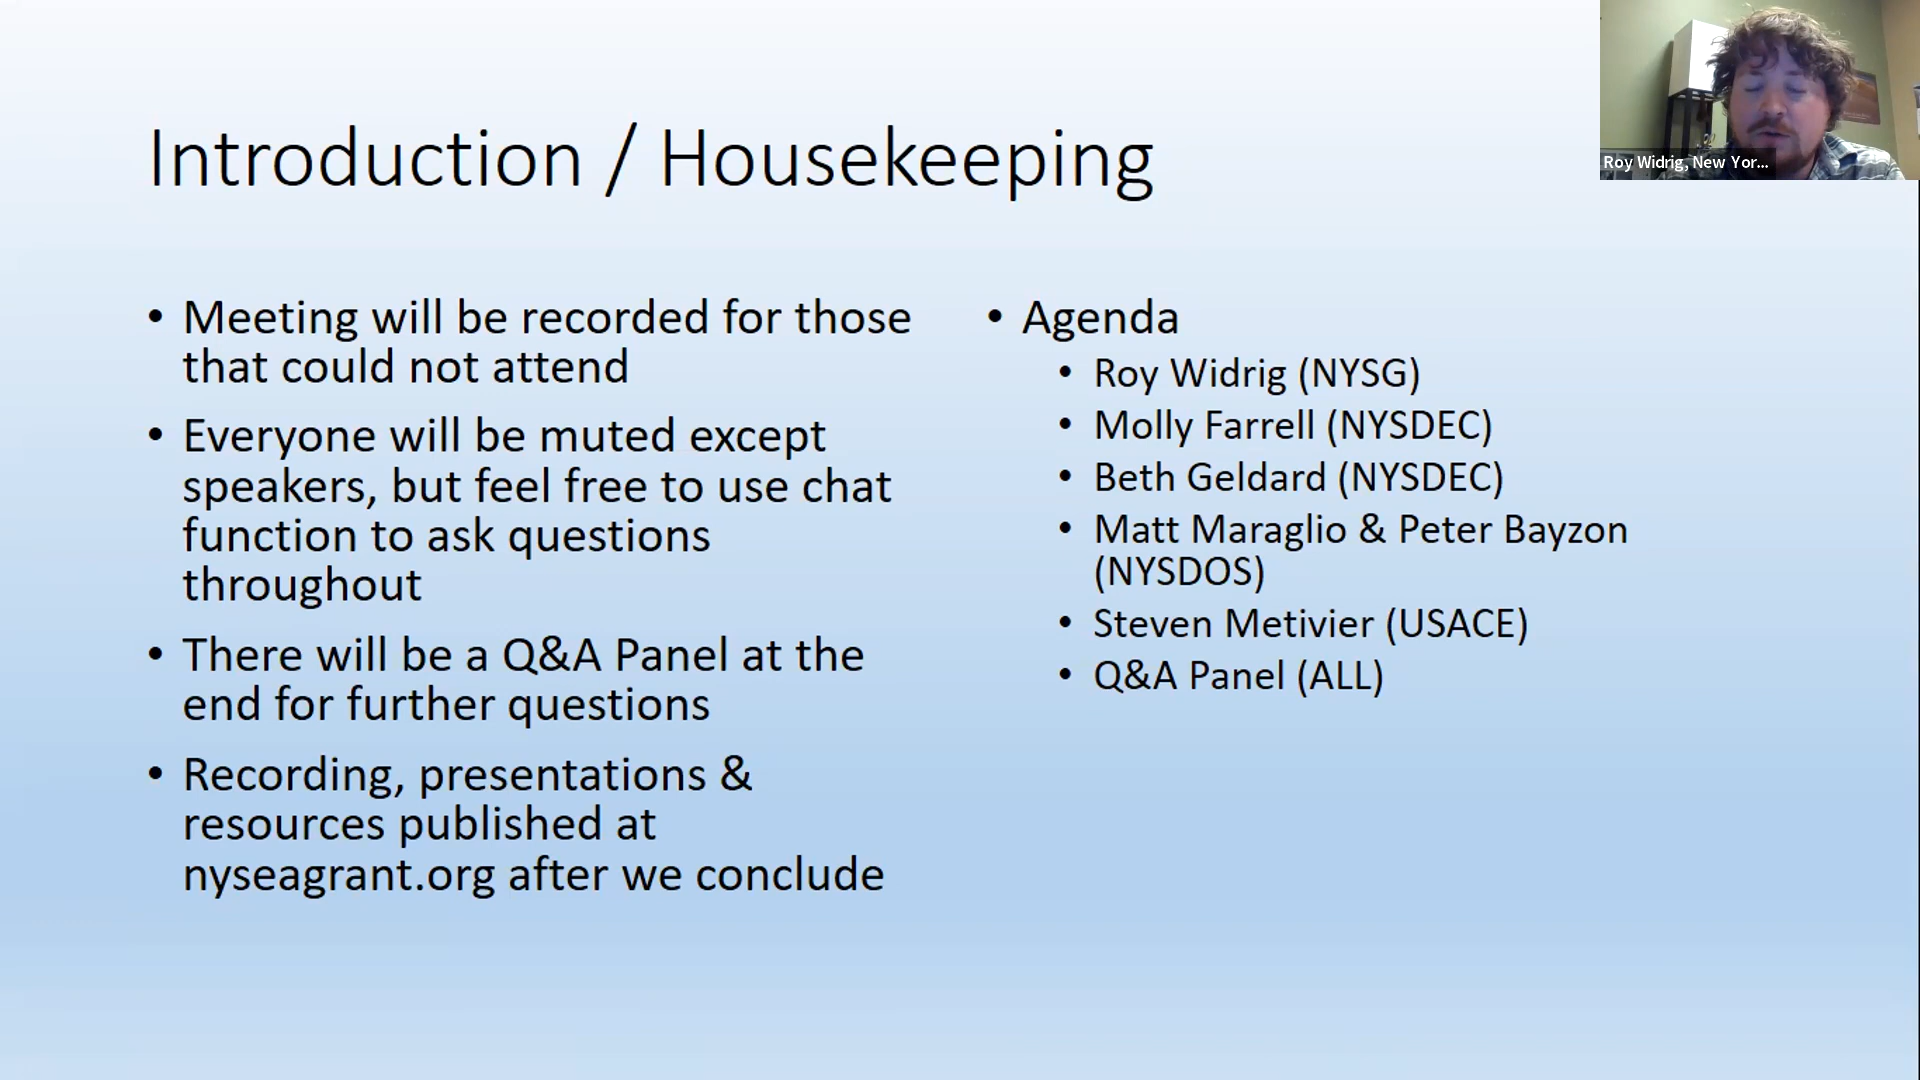 Introduction / Housekeeping
• Meeting will be recorded for those
that could not attend
• Everyone will be muted except
speakers, but feel free to use chat
function to ask questions
throughout
• There will be a Q&A Panel at the
end for further questions
• Recording, presentations &
resources published at
nyseagrant.org after we conclude
• Agenda
• Roy Widrig (NYSG)
• Molly Farrell (NYSDEC)
• Beth Geldard (NYSDEC)
• Matt Maraglio & Peter Bayzon
(NYSDOS)
• Steven Metivier (USACE)
• Q&A Panel (ALL)
Roy Widrig, New Yor...